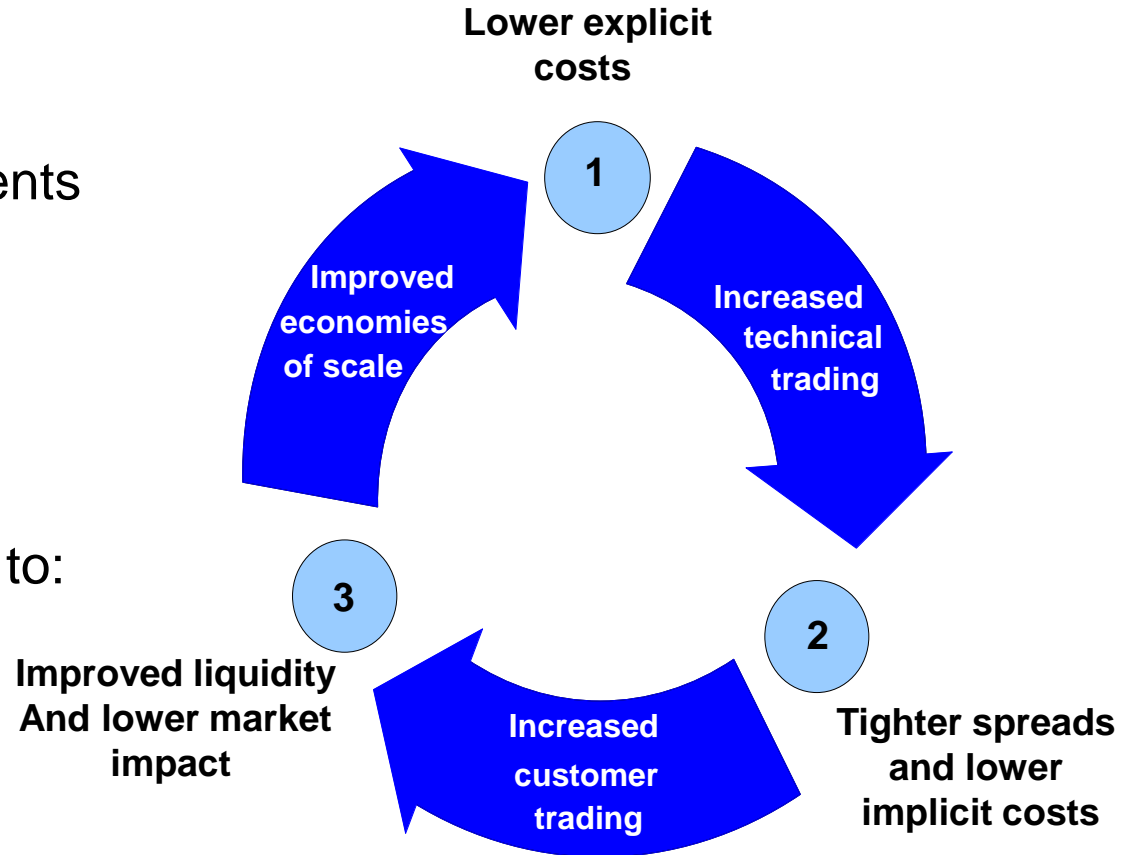 Lower explicit
costs
1
Increased
technical
trading
2
Tighter spreads
and lower
implicit costs
Increased
customer
trading
3
Improved liquidity
And lower market
impact
Improved
economies
of scale
to: